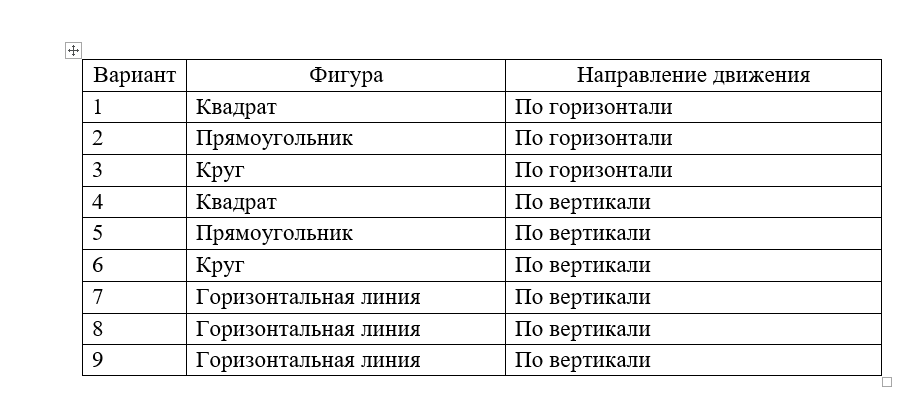 Вариант Фигура Направление движения
1 Квадрат По горизонтали
2 Прямоугольник По горизонтали
3 Круг По горизонтали
4 Квадрат По вертикали
5 Прямоугольник По вертикали
6 Круг По вертикали
7 Горизонтальная линия По вертикали
8 Горизонтальная линия По вертикали
9 Горизонтальная линия По вертикали